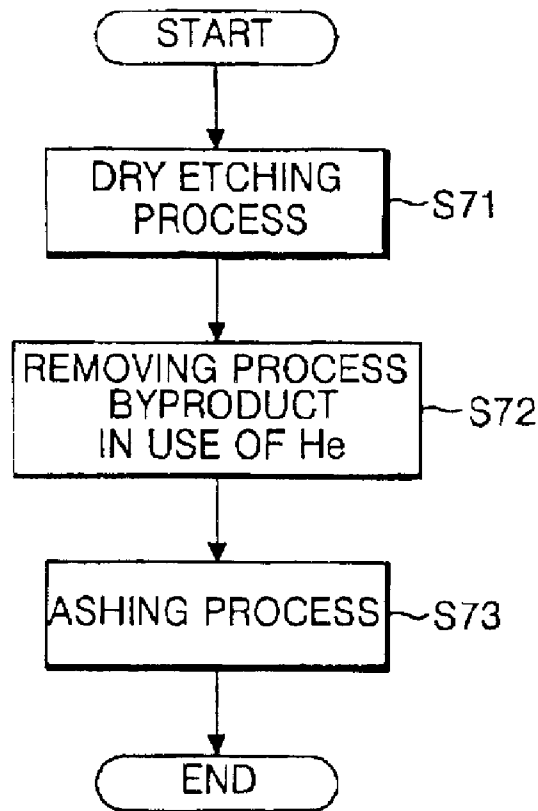 START
DRY ETCHING
PROCESS
S71
REMOVING PROCESS
BYPRODUCT
IN USE OF He
S72
ASHING PROCESS
S73
END